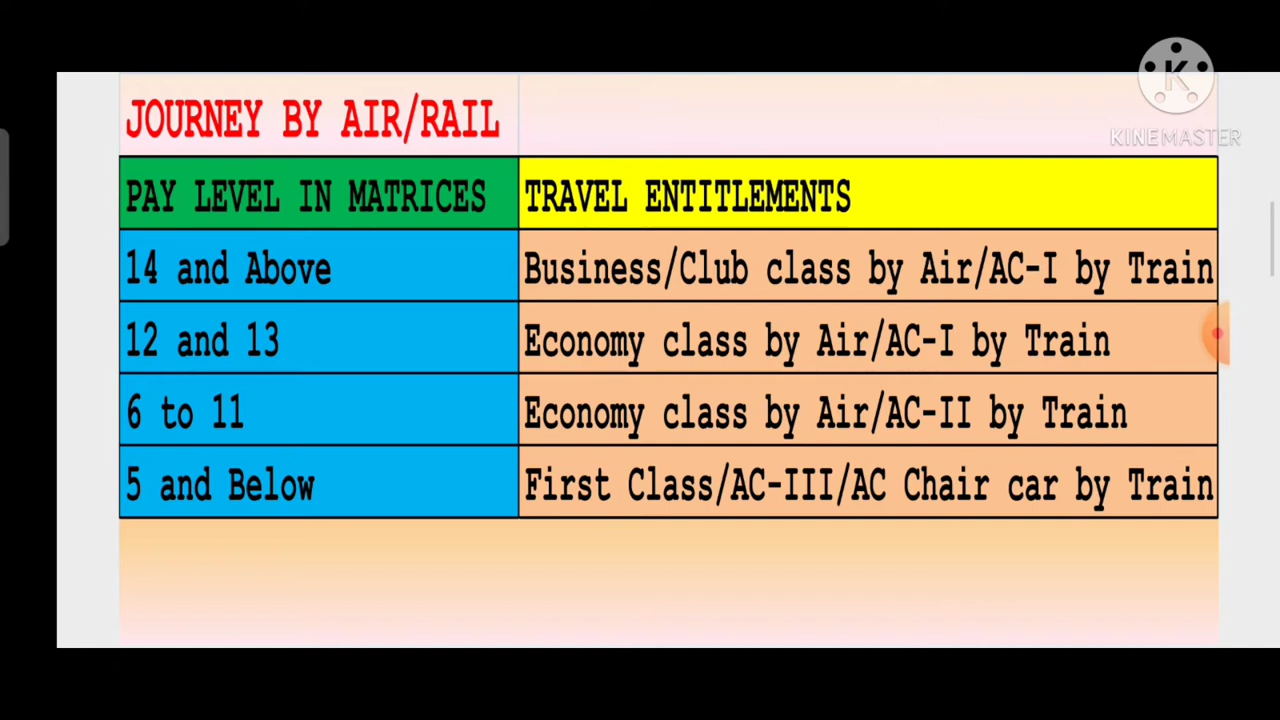 K
KINEMASTER
JOURNEY BY AIR/RAIL
PAY LEVEL IN MATRICES TRAVEL ENTITLEMENTS
14 and Above Business/Club class by Air/AC-I by Train
12 and 13 Economy class by Air/AC-I by Train
6 to 11 Economy class by Air/AC-II by Train
5 and Below First Class/AC-III/AC Chair car by Train